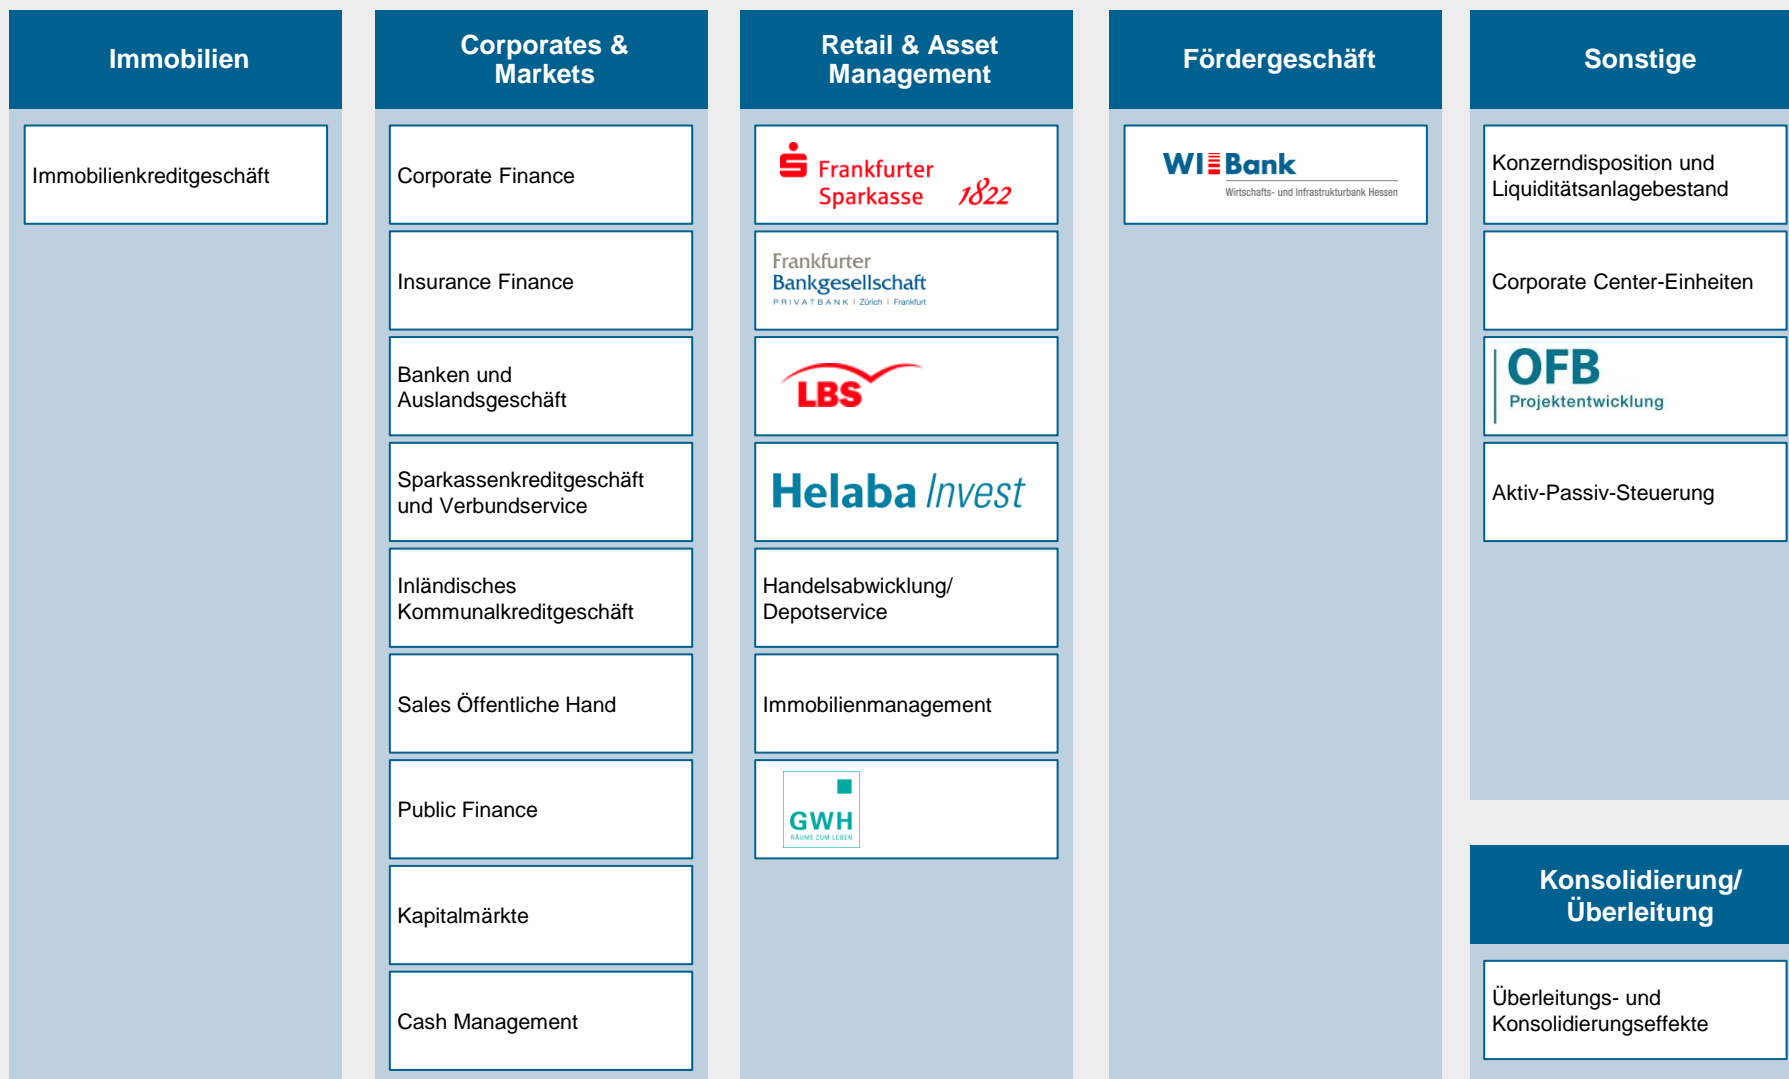 Immobilien
Immobilienkreditgeschäft
Corporates &
Markets
Corporate Finance
Insurance Finance
Banken und
Auslandsgeschäft
Sparkassenkreditgeschäft
und Verbundservice
Inländisches
Kommunalkreditgeschäft
Sales Öffentliche Hand
Public Finance
Kapitalmärkte
Cash Management
Retail & Asset
Management
Frankfurter
Sparkasse 1822
Frankfurter
Bankgesellschaft
PRIVATBANK | Zürich | Frankfurt
LBS
Helaba Invest
Handelsabwicklung/
Depotservice
Immobilienmanagement
GWH
RÄUME ZUM LEBEN
Fördergeschäft
WIBank
Wirtschafts- und Infrastrukturbank Hessen
Sonstige
Konzerndisposition und
Liquiditätsanlagebestand
Corporate Center-Einheiten
OFB
Projektentwicklung
Aktiv-Passiv-Steuerung
Konsolidierung/
Überleitung
Überleitungs- und
Konsolidierungseffekte